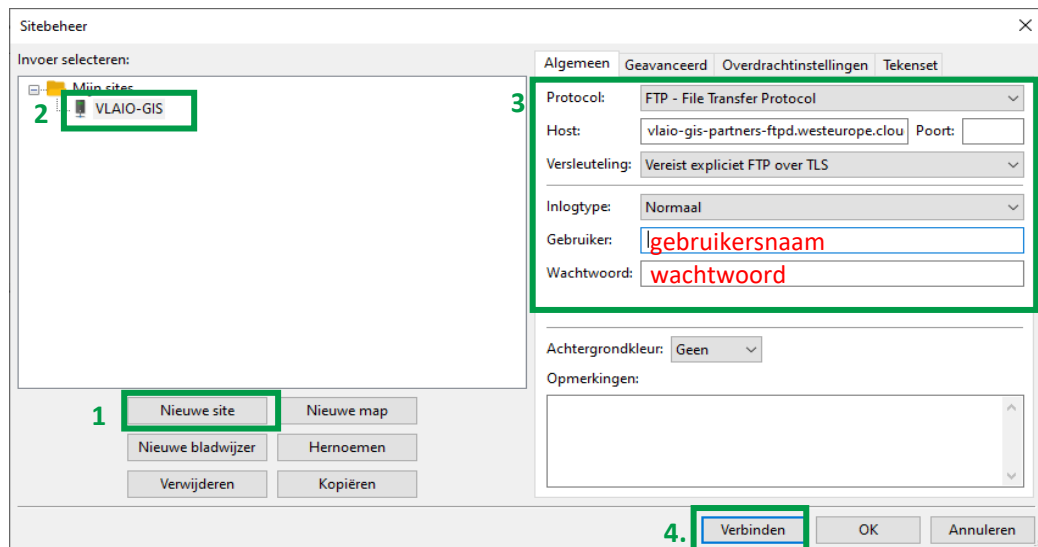 Sitebeheer
Invoer selecteren:
Mijn sites
2 VLAIO-GIS
1 Nieuwe site Nieuwe map
Nieuwe bladwijzer Hernoemen
Verwijderen Kopiëren
Algemeen Geavanceerd Overdrachtinstellingen Tekenset
3 Protocol: FTP - File Transfer Protocol
Host: vlaio-gis-partners-ftpd.westeurope.clou Poort:
Versleuteling: Vereist expliciet FTP over TLS
Inlogtype: Normaal
Gebruiker: gebruikersnaam
Wachtwoord: wachtwoord
Achtergrondkleur: Geen
Opmerkingen:
4. Verbinden OK Annuleren